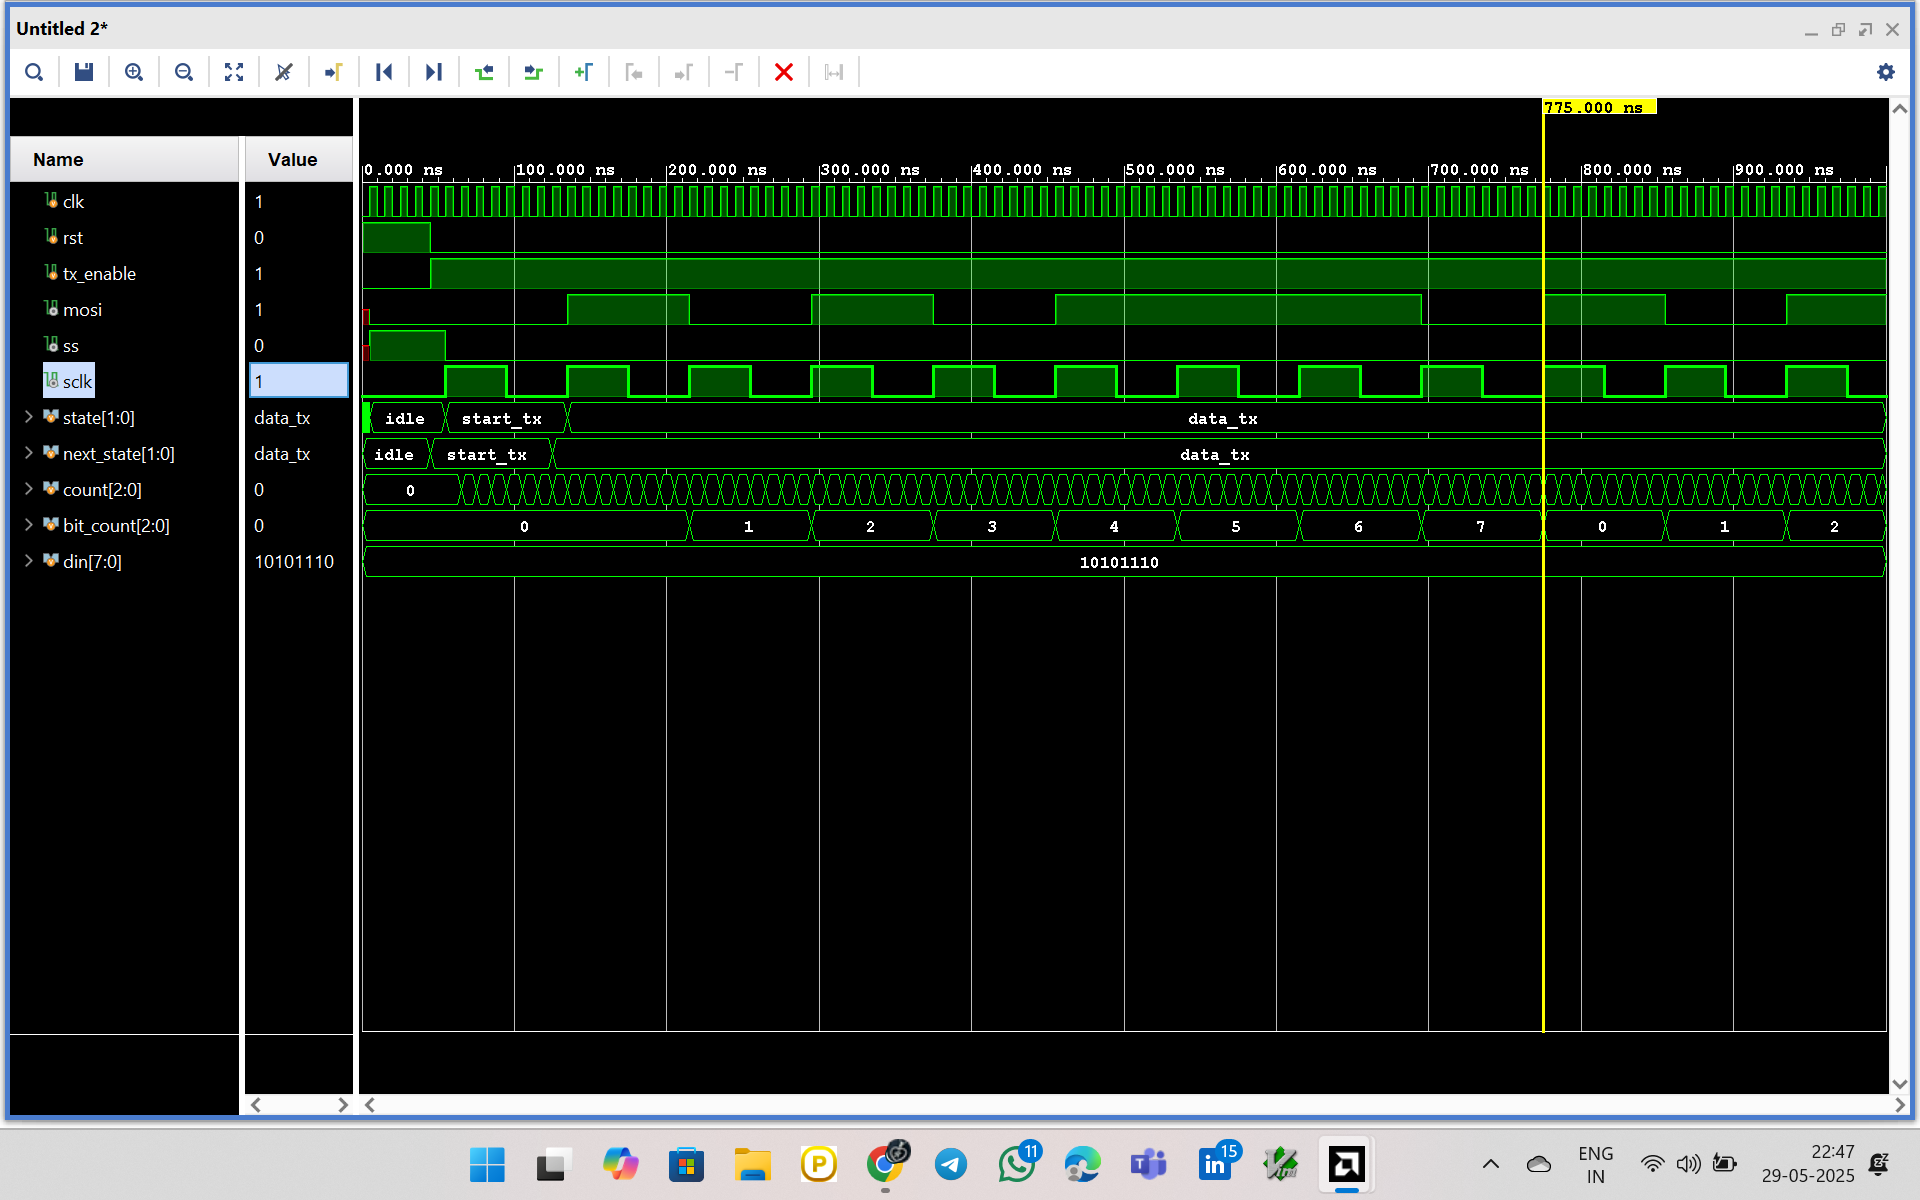 Untitled 2*
775.000 ns
Name Value
0.000 ns 100.000 ns 200.000 ns 300.000 ns 400.000 ns 500.000 ns 600.000 ns 700.000 ns 800.000 ns 900.000 ns
clk 1
rst 0
tx_enable 1
mosi 1
ss 0
sclk 1
state[1:0] data_tx idle start_tx data_tx
next_state[1:0] data_tx idle start_tx data_tx
count[2:0] 0 0
bit_count[2:0] 0 0 1 2 3 4 5 6 7 0 1 2
din[7:0] 10101110 10101110
11
15
P
in
Vim
ENG
IN
22:47
29-05-2025